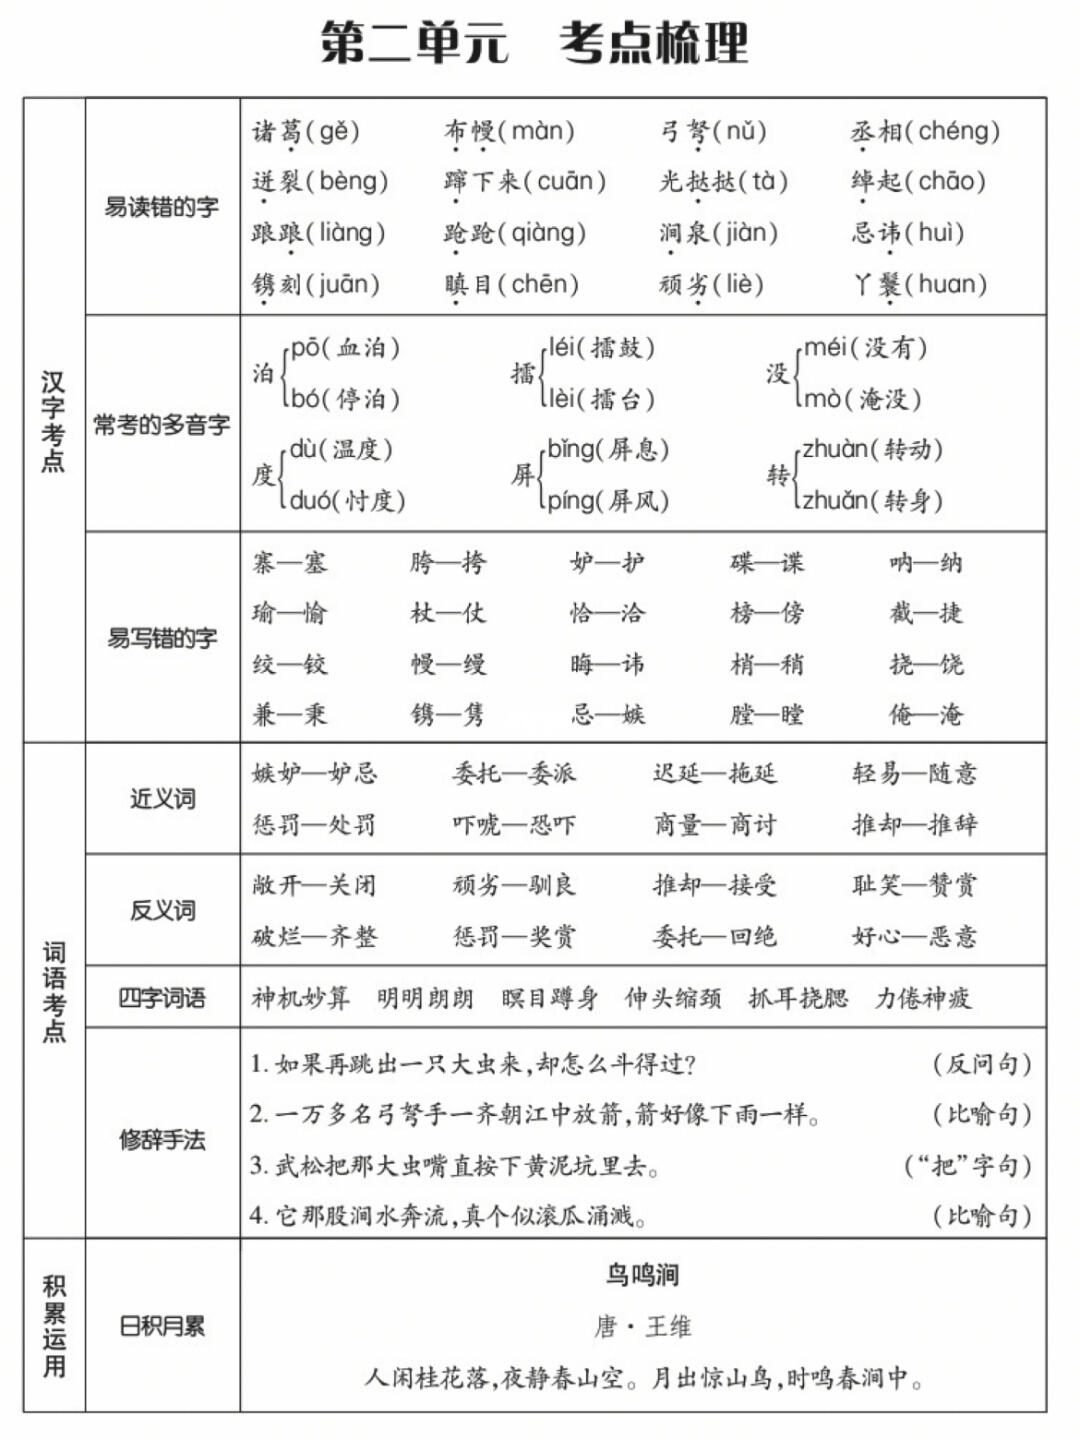 第二单元 考点梳理
汉字考点
易读错的字
诸葛(gě) 布幔(màn) 弓弩(nǔ) 丞相(chéng)
迸裂(bèng) 蹿下来(cuān) 光挞挞(tà) 绰起(chāo)
踉踉(liàng) 跄跄(qiàng) 涧泉(jiàn) 忌讳(huì)
镌刻(juān) 瞋目(chēn) 顽劣(liè) 丫鬟(huan)
常考的多音字
泊 pō(血泊) bó(停泊)
擂 léi(擂鼓) lèi(擂台)
没 méi(没有) mò(淹没)
度 dù(温度) duó(忖度)
屏 bǐng(屏息) píng(屏风)
转 zhuàn(转动) zhuǎn(转身)
易写错的字
寨—塞 胯—挎 妒—护 碟—谍 呐—纳
瑜—愉 杖—仗 恰—洽 榜—傍 截—捷
绞—铰 幔—缦 晦—讳 梢—稍 挠—饶
兼—秉 镌—隽 忌—嫉 膛—瞠 俺—淹
词语考点
近义词
嫉妒—妒忌 委托—委派 迟延—拖延 轻易—随意
惩罚—处罚 吓唬—恐吓 商量—商讨 推却—推辞
反义词
敞开—关闭 顽劣—驯良 推却—接受 耻笑—赞赏
破烂—齐整 惩罚—奖赏 委托—回绝 好心—恶意
四字词语
神机妙算 明明朗朗 瞑目蹲身 伸头缩颈 抓耳挠腮 力倦神疲
修辞手法
1. 如果再跳出一只大虫来,却怎么斗得过? (反问句)
2. 一万多名弓弩手一齐朝江中放箭,箭好像下雨一样。 (比喻句)
3. 武松把那大虫嘴直按下黄泥坑里去。 (“把”字句)
4. 它那股涧水奔流,真个似滚瓜涌溅。 (比喻句)
积累运用
日积月累
鸟鸣涧
唐·王维
人闲桂花落,夜静春山空。月出惊山鸟,时鸣春涧中。